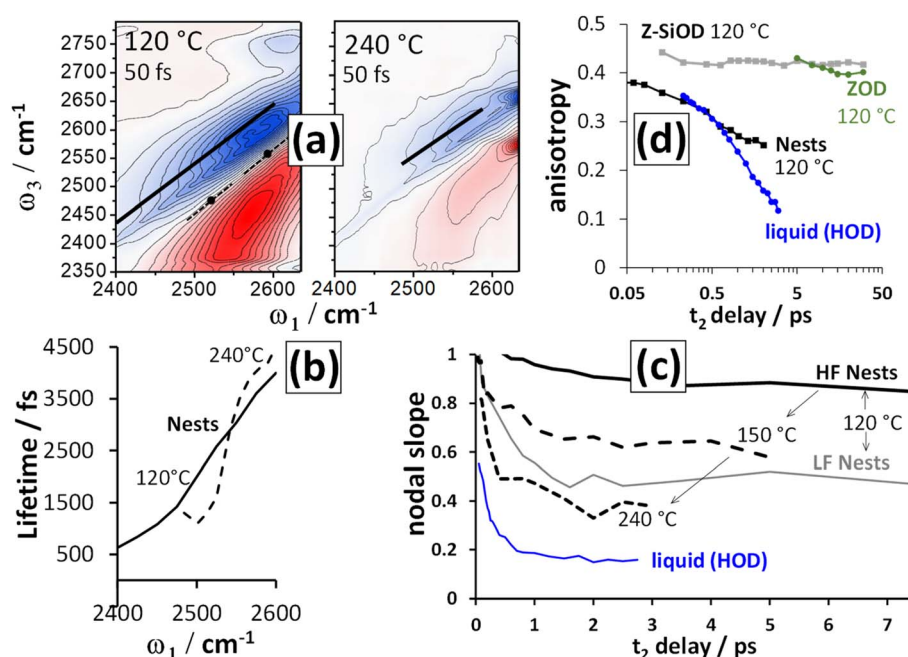 2750
2700
2650
2600
2550
2500
2450
2400
2350
ω₃ / cm⁻¹
120 °C
50 fs
(a)
240 °C
50 fs
2400 2500 2600 2400 2500 2600
ω₁ / cm⁻¹
0.5
0.4
0.3
0.2
0.1
0
anisotropy
Z-SiOD 120 °C
ZOD
120 °C
(d)
Nests
120 °C
liquid (HOD)
0.05 0.5 5 50
t₂ delay / ps
4500
3500
2500
1500
500
Lifetime / fs
240°C
(b)
Nests
120°C
2400 2500 2600
ω₁ / cm⁻¹
1
0.8
0.6
0.4
0.2
0
nodal slope
(c)
HF Nests
150 °C
120 °C
LF Nests
240 °C
liquid (HOD)
0 1 2 3 4 5 6 7
t₂ delay / ps